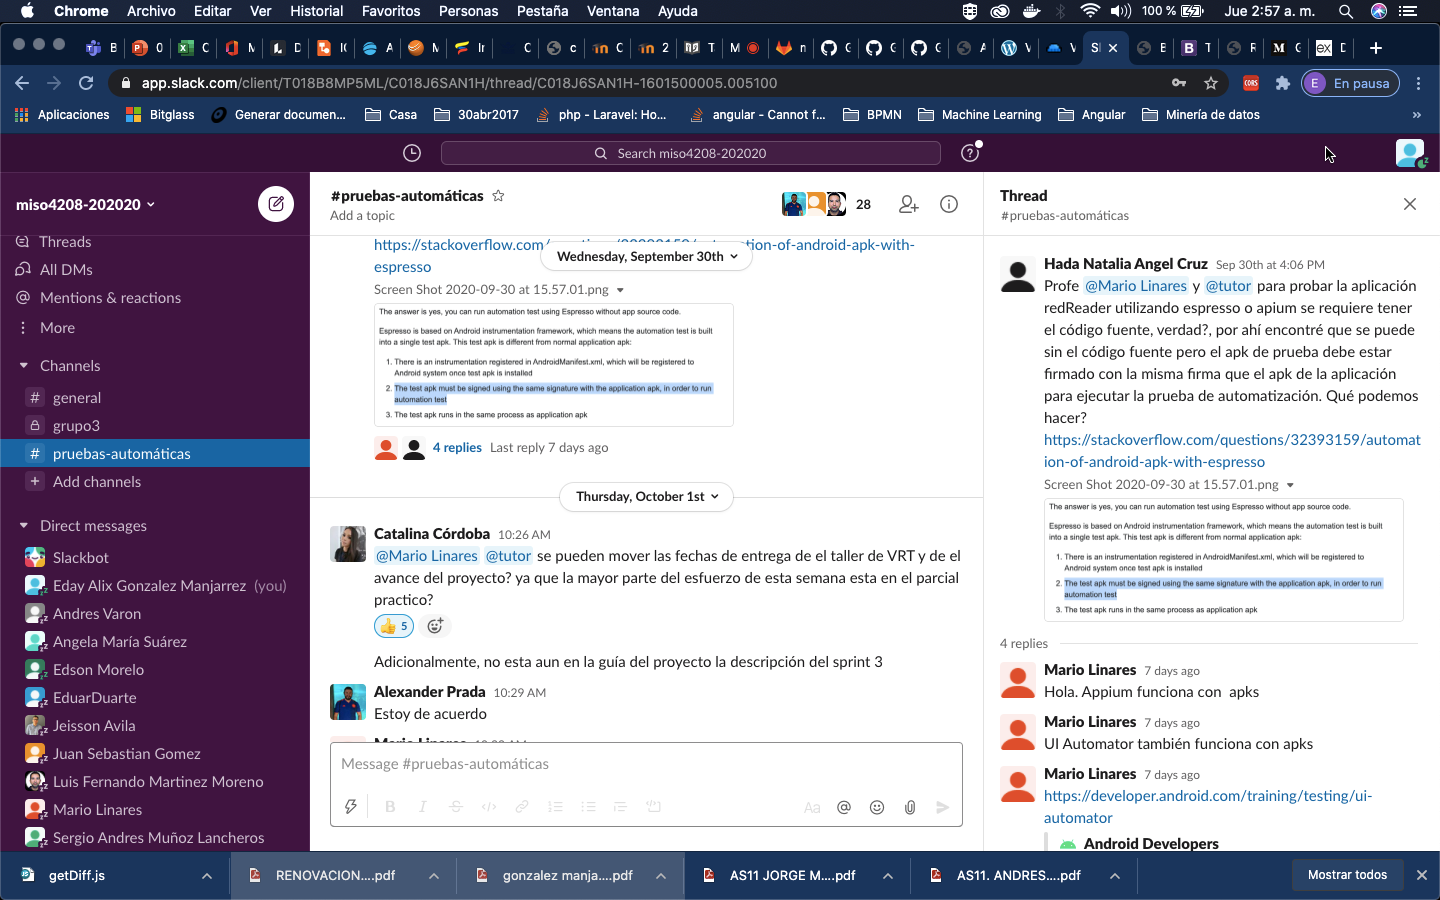 Chrome Archivo Editar Ver Historial Favoritos Personas Pestaña Ventana Ayuda
100 % Jue 2:57 a. m.
app.slack.com/client/T018B8MP5ML/C018J6SAN1H/thread/C018J6SAN1H-1601500005.005100
En pausa
Aplicaciones Bitglass Generar documen... Casa 30abr2017 php - Laravel: Ho... angular - Cannot f... BPMN Machine Learning Angular Minería de datos »
Search miso4208-202020
miso4208-202020
Threads
All DMs
Mentions & reactions
More
Channels
# general
grupo3
# pruebas-automáticas
+ Add channels
Direct messages
Slackbot
Eday Alix Gonzalez Manjarrez (you)
Andres Varon
Angela María Suárez
Edson Morelo
EduarDuarte
Jeisson Avila
Juan Sebastian Gomez
Luis Fernando Martinez Moreno
Mario Linares
Sergio Andres Muñoz Lancheros
#pruebas-automáticas
Add a topic
28
Wednesday, September 30th
espresso
Screen Shot 2020-09-30 at 15.57.01.png
The answer is yes, you can run automation test using Espresso without app source code.
Espresso is based on Android instrumentation framework, which means the automation test is built
into a single test apk. This test apk is different from normal application apk:
1. There is an instrumentation registered in AndroidManifest.xml, which will be registered to
Android system once test apk is installed
2. The test apk must be signed using the same signature with the application apk, in order to run
automation test
3. The test apk runs in the same process as application apk
4 replies Last reply 7 days ago
Thursday, October 1st
Catalina Córdoba 10:26 AM
@Mario Linares @tutor se pueden mover las fechas de entrega de el taller de VRT y de el
avance del proyecto? ya que la mayor parte del esfuerzo de esta semana esta en el parcial
practico?
5
Adicionalmente, no esta aun en la guía del proyecto la descripción del sprint 3
Alexander Prada 10:29 AM
Estoy de acuerdo
Message #pruebas-automáticas
Thread
#pruebas-automáticas
Hada Natalia Angel Cruz Sep 30th at 4:06 PM
Profe @Mario Linares y @tutor para probar la aplicación
redReader utilizando espresso o apium se requiere tener
el código fuente, verdad?, por ahí encontré que se puede
sin el código fuente pero el apk de prueba debe estar
firmado con la misma firma que el apk de la aplicación
para ejecutar la prueba de automatización. Qué podemos
hacer?
https://stackoverflow.com/questions/32393159/automat
ion-of-android-apk-with-espresso
Screen Shot 2020-09-30 at 15.57.01.png
The answer is yes, you can run automation test using Espresso without app source code.
Espresso is based on Android instrumentation framework, which means the automation test is built
into a single test apk. This test apk is different from normal application apk:
1. There is an instrumentation registered in AndroidManifest.xml, which will be registered to
Android system once test apk is installed
2. The test apk must be signed using the same signature with the application apk, in order to run
automation test
3. The test apk runs in the same process as application apk
4 replies
Mario Linares 7 days ago
Hola. Appium funciona con apks
Mario Linares 7 days ago
UI Automator también funciona con apks
Mario Linares 7 days ago
https://developer.android.com/training/testing/ui-
automator
Android Developers
getDiff.js
RENOVACION....pdf
gonzalez manja....pdf
AS11 JORGE M....pdf
AS11. ANDRES....pdf
Mostrar todos